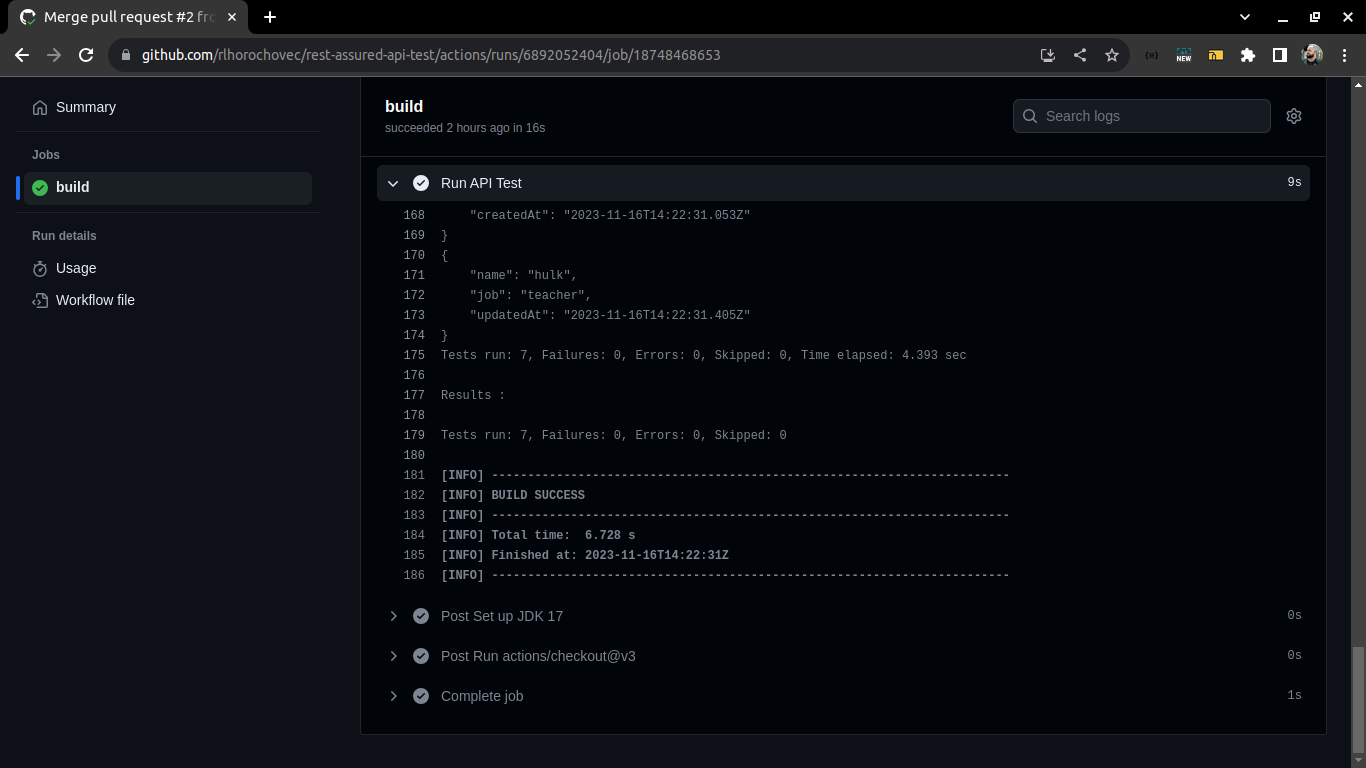 Merge pull request #2 fro
github.com/rlhorochovec/rest-assured-api-test/actions/runs/6892052404/job/18748468653
NEW
Summary
Jobs
build
Run details
Usage
Workflow file
build
succeeded 2 hours ago in 16s
Search logs
Run API Test 9s
168 "createdAt": "2023-11-16T14:22:31.053Z"
169 }
170 {
171 "name": "hulk",
172 "job": "teacher",
173 "updatedAt": "2023-11-16T14:22:31.405Z"
174 }
175 Tests run: 7, Failures: 0, Errors: 0, Skipped: 0, Time elapsed: 4.393 sec
176
177 Results :
178
179 Tests run: 7, Failures: 0, Errors: 0, Skipped: 0
180
181 [INFO] ------------------------------------------------------------------------
182 [INFO] BUILD SUCCESS
183 [INFO] ------------------------------------------------------------------------
184 [INFO] Total time:  6.728 s
185 [INFO] Finished at: 2023-11-16T14:22:31Z
186 [INFO] ------------------------------------------------------------------------
Post Set up JDK 17 0s
Post Run actions/checkout@v3 0s
Complete job 1s